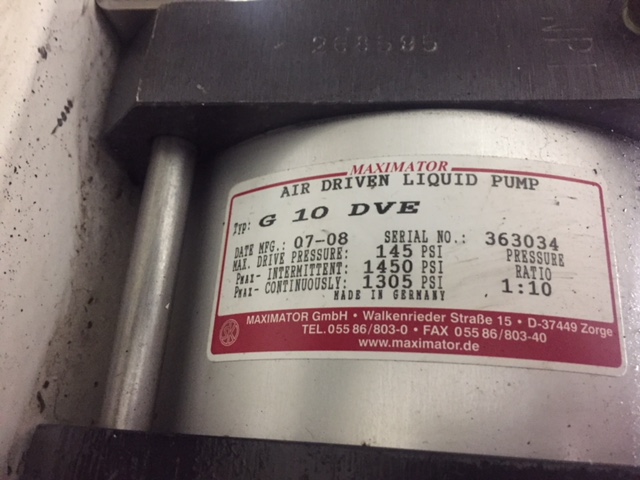 268595
NPT
MAXIMATOR
AIR DRIVEN LIQUID PUMP
TYP: G 10 DVE
DATE MFG.: 07-08 SERIAL NO.: 363034
MAX. DRIVE PRESSURE: 145 PSI PRESSURE
PMAX- INTERMITTENT: 1450 PSI RATIO
PMAX- CONTINUOUSLY: 1305 PSI 1:10
MADE IN GERMANY
MAXIMATOR GmbH • Walkenrieder Straße 15 • D-37449 Zorge
TEL. 055 86/803-0 • FAX 055 86/803-40
www.maximator.de